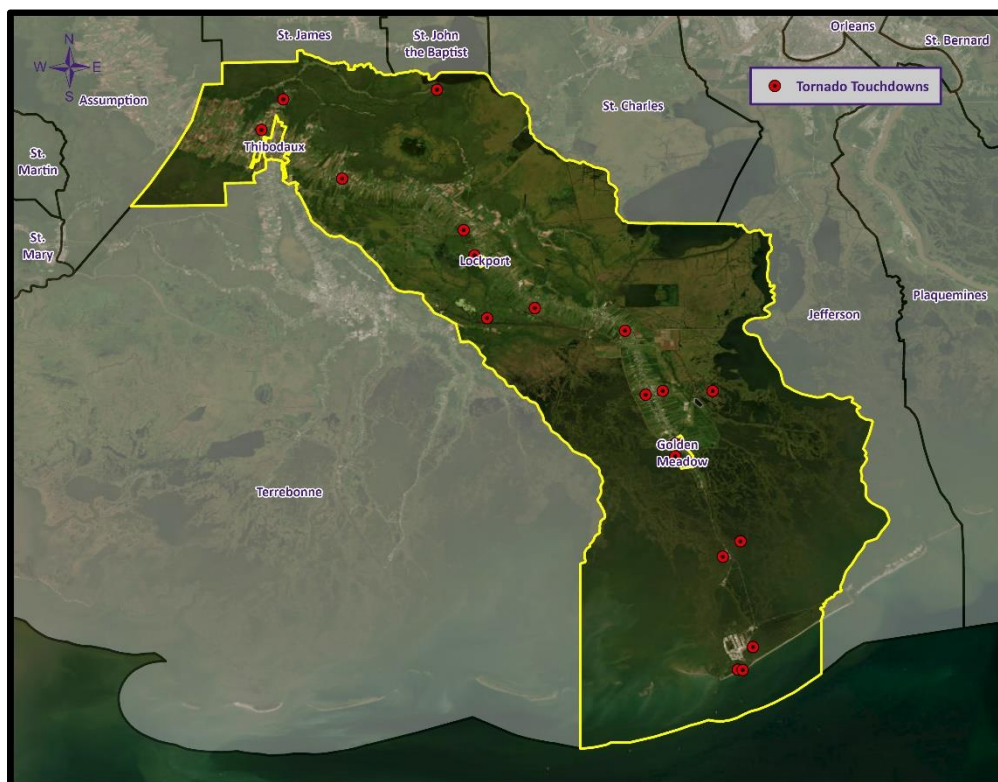 Orleans
St. James
St. John
the Baptist
St. Bernard
N
W E
S
Tornado Touchdowns
Assumption
St. Charles
Thibodaux
St.
Martin
St.
Mary
Lockport
Plaquemines
Jefferson
Golden
Meadow
Terrebonne